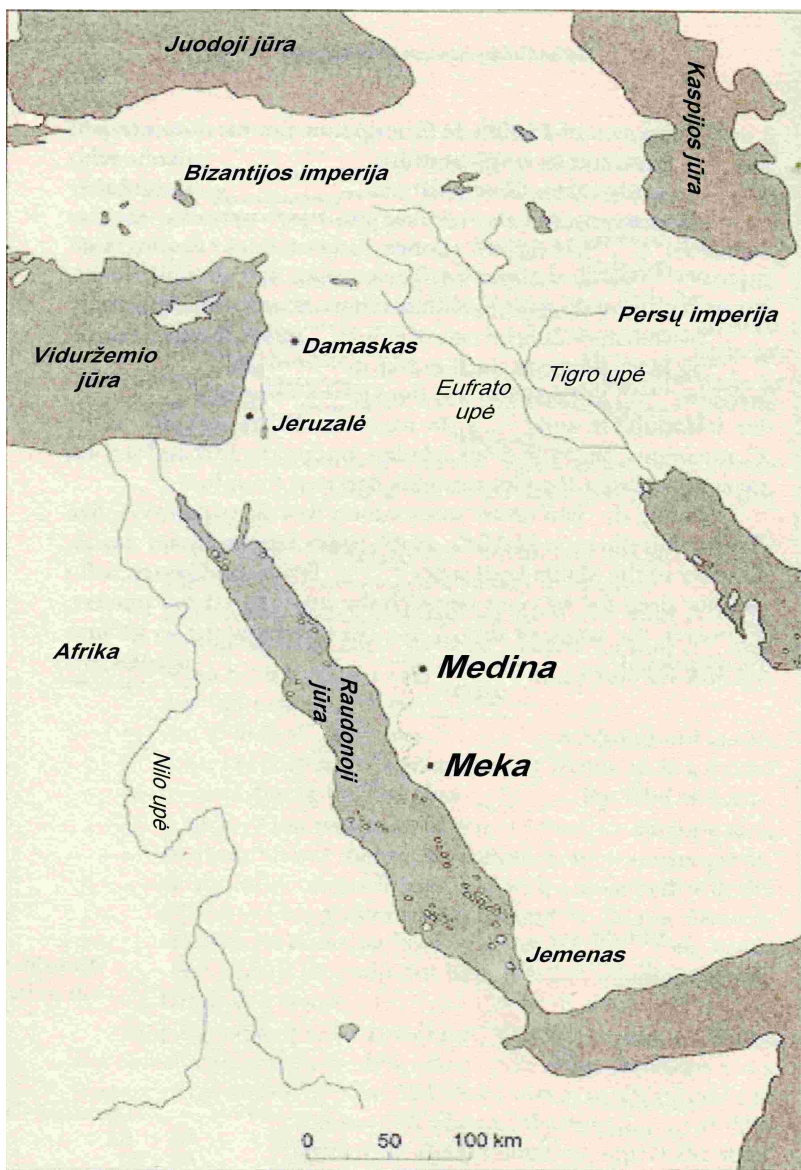 Juodoji jūra
Kaspijos jūra
Bizantijos imperija
Persų imperija
Viduržemio
jūra
Damaskas
Eufrato
upė
Tigro upė
Jeruzalė
Afrika
Medina
Raudonoji
jūra
Meka
Nilo upė
Jemenas
0 50 100 km